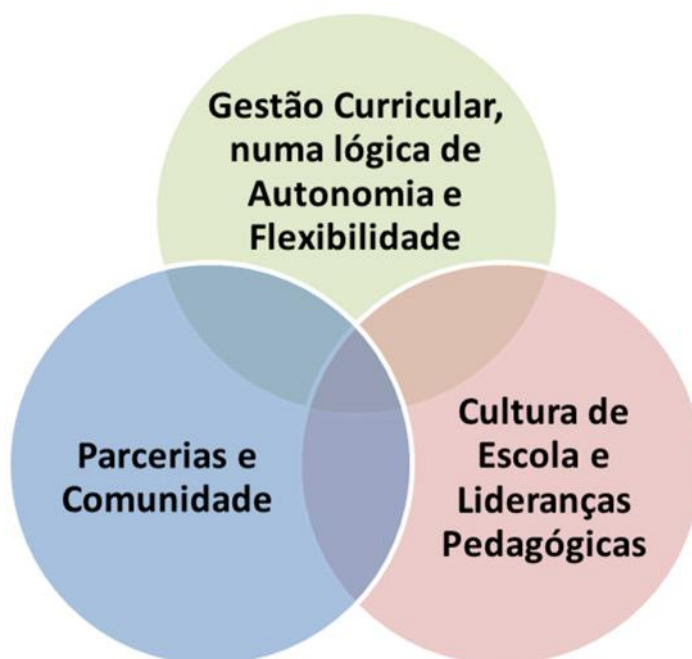 Gestão Curricular,
numa lógica de
Autonomia e
Flexibilidade
Parcerias e
Comunidade
Cultura de
Escola e
Lideranças
Pedagógicas